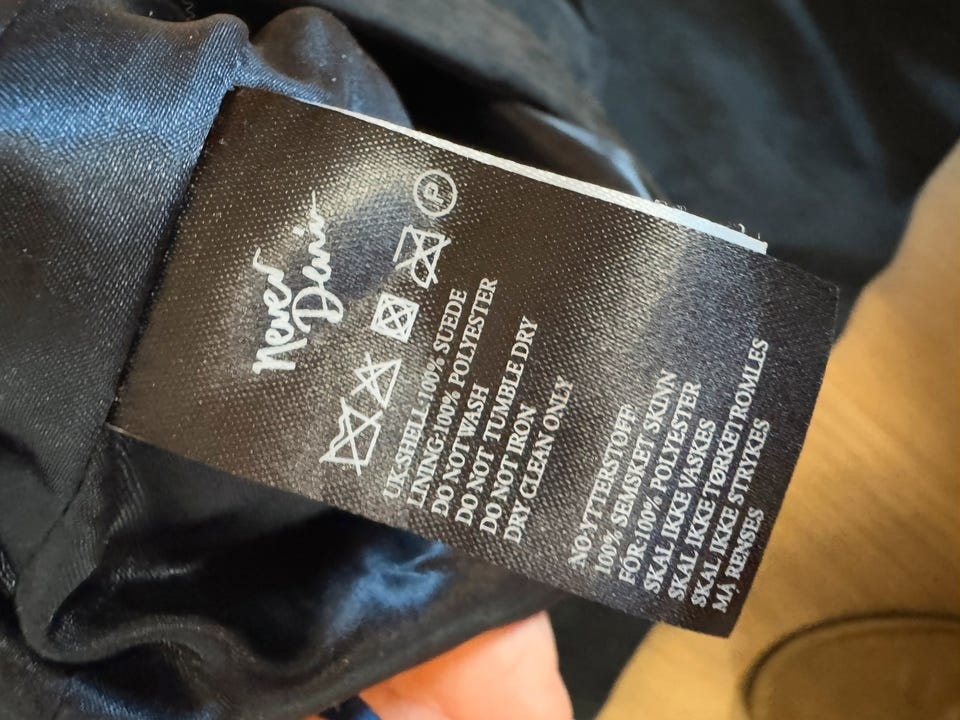 Never
Denim
P
UK-SHELL:100% SUEDE
LINING:100% POLYESTER
DO NOT WASH
DO NOT TUMBLE DRY
DO NOT IRON
DRY CLEAN ONLY
NO-YTTERSTOFF:
100% SEMSKET SKINN
FOR:100% POLYESTER
SKAL IKKE VASKES
SKAL IKKE TØRKETROMLES
SKAL IKKE STRYKES
MÅ RENSES